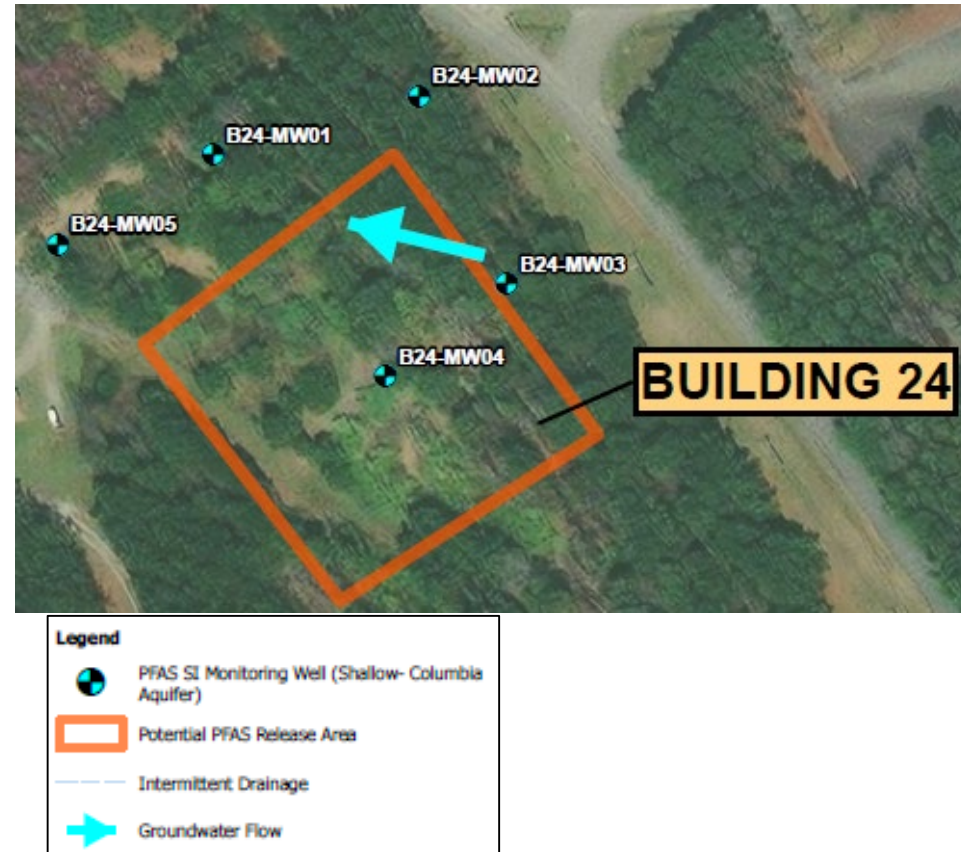 B24-MW02
B24-MW01
B24-MW05
B24-MW03
B24-MW04
BUILDING 24
Legend
PFAS SI Monitoring Well (Shallow- Columbia
Aquifer)
Potential PFAS Release Area
Intermittent Drainage
Groundwater Flow